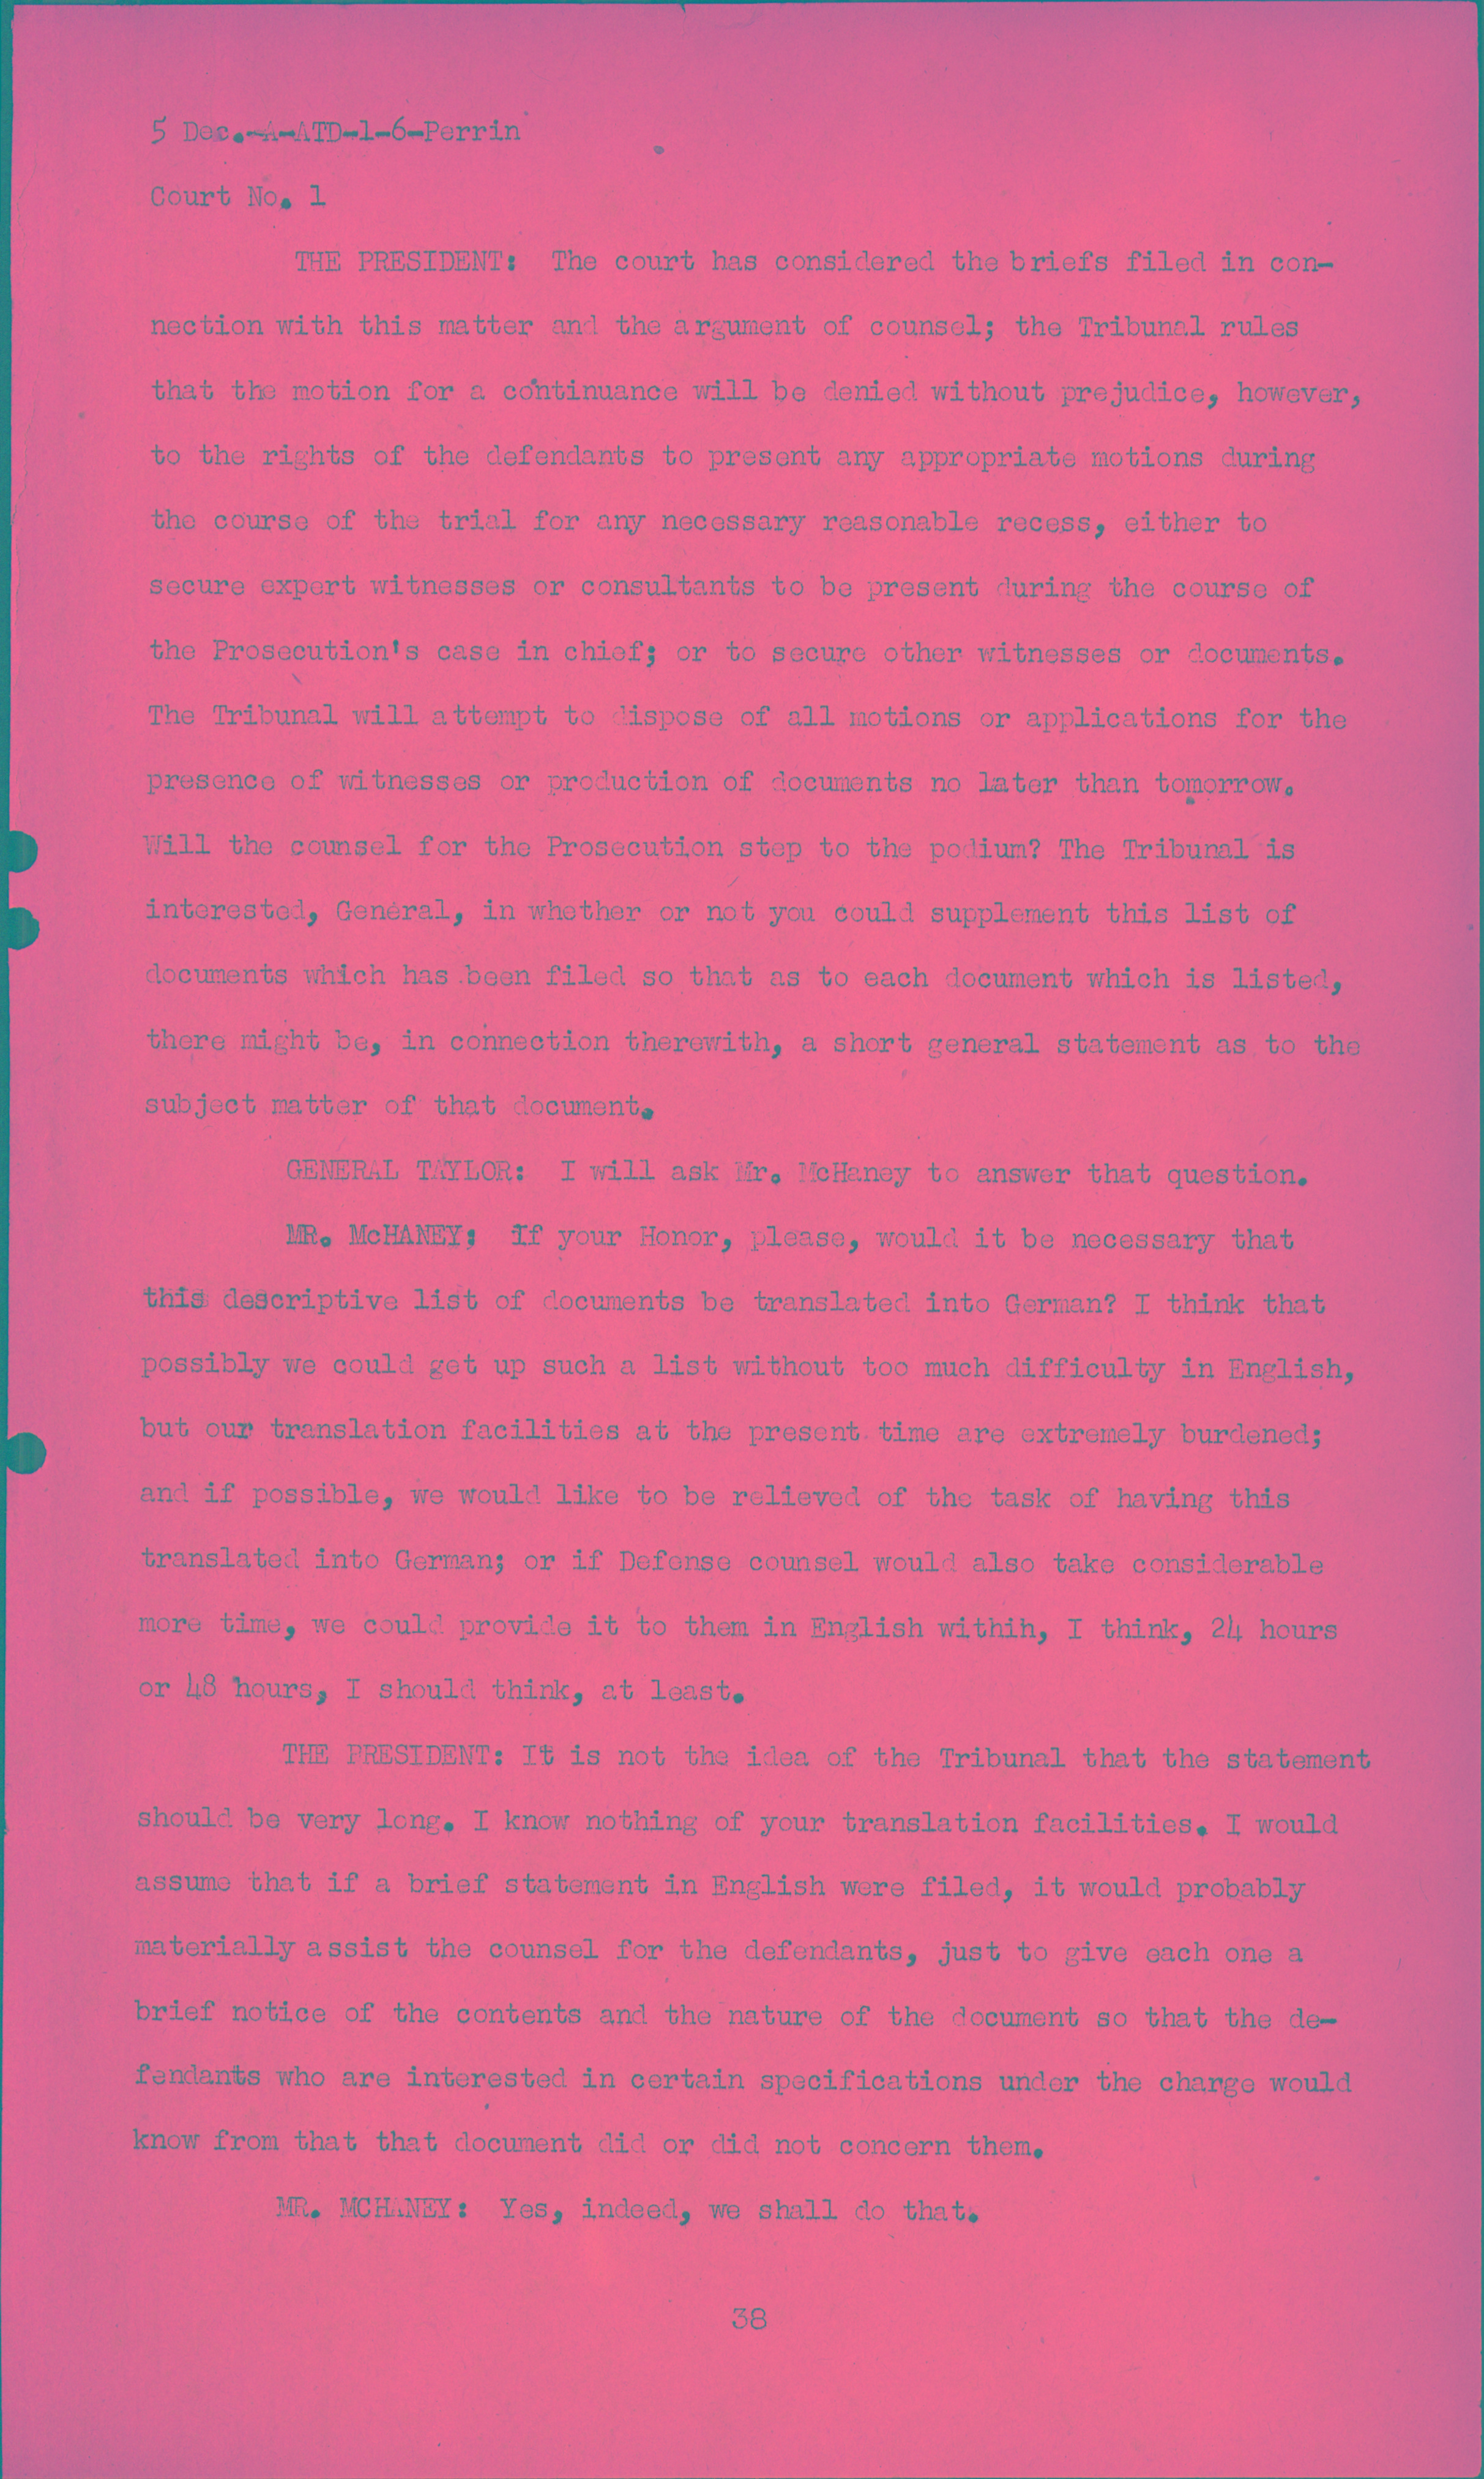 5 Dec.-A-ATD-1-6-Perrin
Court No. 1
THE PRESIDENT: The court has considered the briefs filed in con-
nection with this matter and the argument of counsel; the Tribunal rules
that the motion for a continuance will be denied without prejudice, however,
to the rights of the defendants to present any appropriate motions during
the course of the trial for any necessary reasonable recess, either to
secure expert witnesses or consultants to be present during the course of
the Prosecution's case in chief; or to secure other witnesses or documents.
The Tribunal will attempt to dispose of all motions or applications for the
presence of witnesses or production of documents no later than tomorrow.
Will the counsel for the Prosecution step to the podium? The Tribunal is
interested, General, in whether or not you could supplement this list of
documents which has been filed so that as to each document which is listed,
there might be, in connection therewith, a short general statement as to the
subject matter of that document.
GENERAL TAYLOR: I will ask Mr. McHaney to answer that question.
MR. McHANEY: If your Honor, please, would it be necessary that
this descriptive list of documents be translated into German? I think that
possibly we could get up such a list without too much difficulty in English,
but our translation facilities at the present time are extremely burdened;
and if possible, we would like to be relieved of the task of having this
translated into German; or if Defense counsel would also take considerable
more time, we could provide it to them in English withih, I think, 24 hours
or 48 hours, I should think, at least.
THE PRESIDENT: It is not the idea of the Tribunal that the statement
should be very long. I know nothing of your translation facilities. I would
assume that if a brief statement in English were filed, it would probably
materially assist the counsel for the defendants, just to give each one a
brief notice of the contents and the nature of the document so that the de-
fendants who are interested in certain specifications under the charge would
know from that that document did or did not concern them.
MR. MCHANEY: Yes, indeed, we shall do that.
38